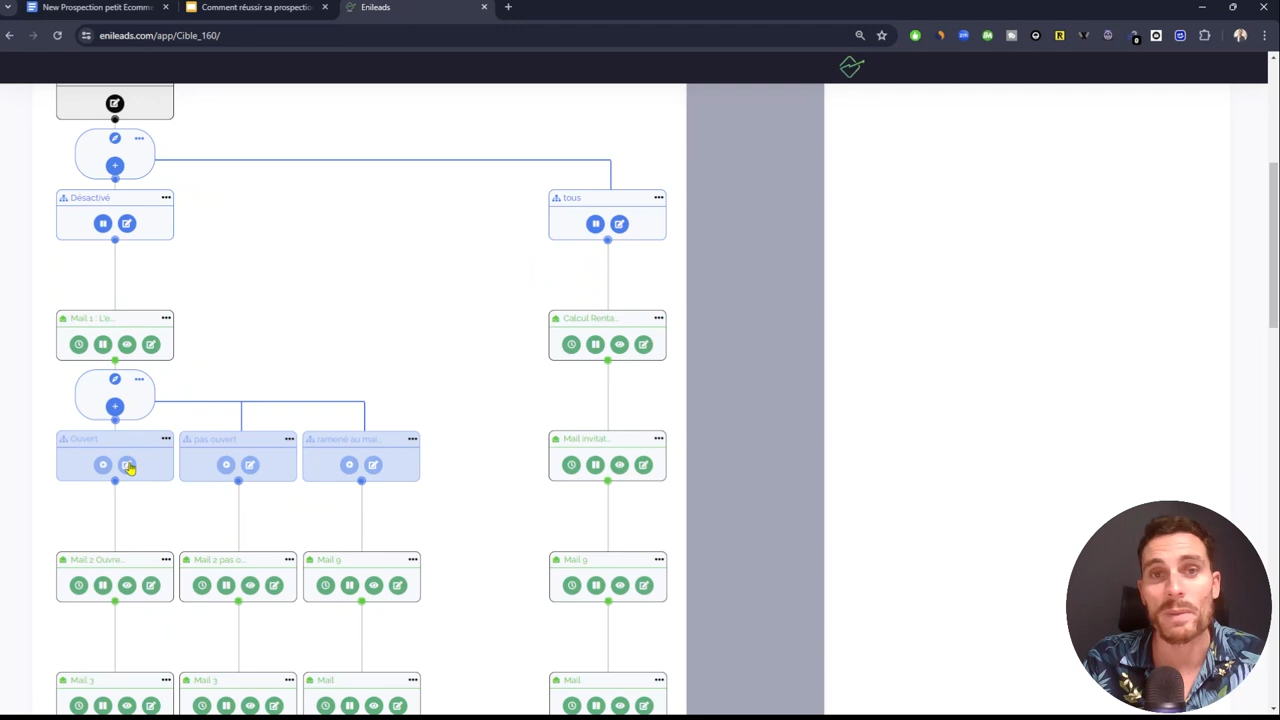 New Prospection petit Ecomme
Comment réussir sa prospectio
Enileads
enileads.com/app/Cible_160/
Désactivé
tous
Mail 1 : L'e...
Calcul Renta...
Ouvert
pas ouvert
ramené au mai...
Mail invitat...
Mail 2 Ouvre...
Mail 2 pas o...
Mail 9
Mail 9
Mail 3
Mail 3
Mail
Mail